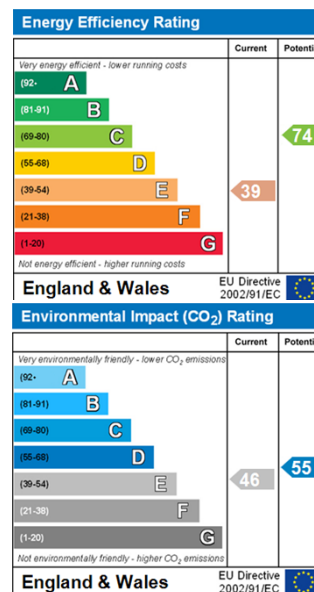 Energy Efficiency Rating
Current Potenti
Very energy efficient - lower running costs
(92- A
(81-91) B
(69-80) C 74
(55-68) D
(39-54) E 39
(21-38) F
(1-20) G
Not energy efficient - higher running costs
England & Wales EU Directive
2002/91/EC
Environmental Impact (CO₂) Rating
Current Potenti
Very environmentally friendly - lower CO₂ emissions
(92- A
(81-91) B
(69-80) C
(55-68) D 55
(39-54) E 46
(21-38) F
(1-20) G
Not environmentally friendly - higher CO₂ emissions
England & Wales EU Directive
2002/91/EC